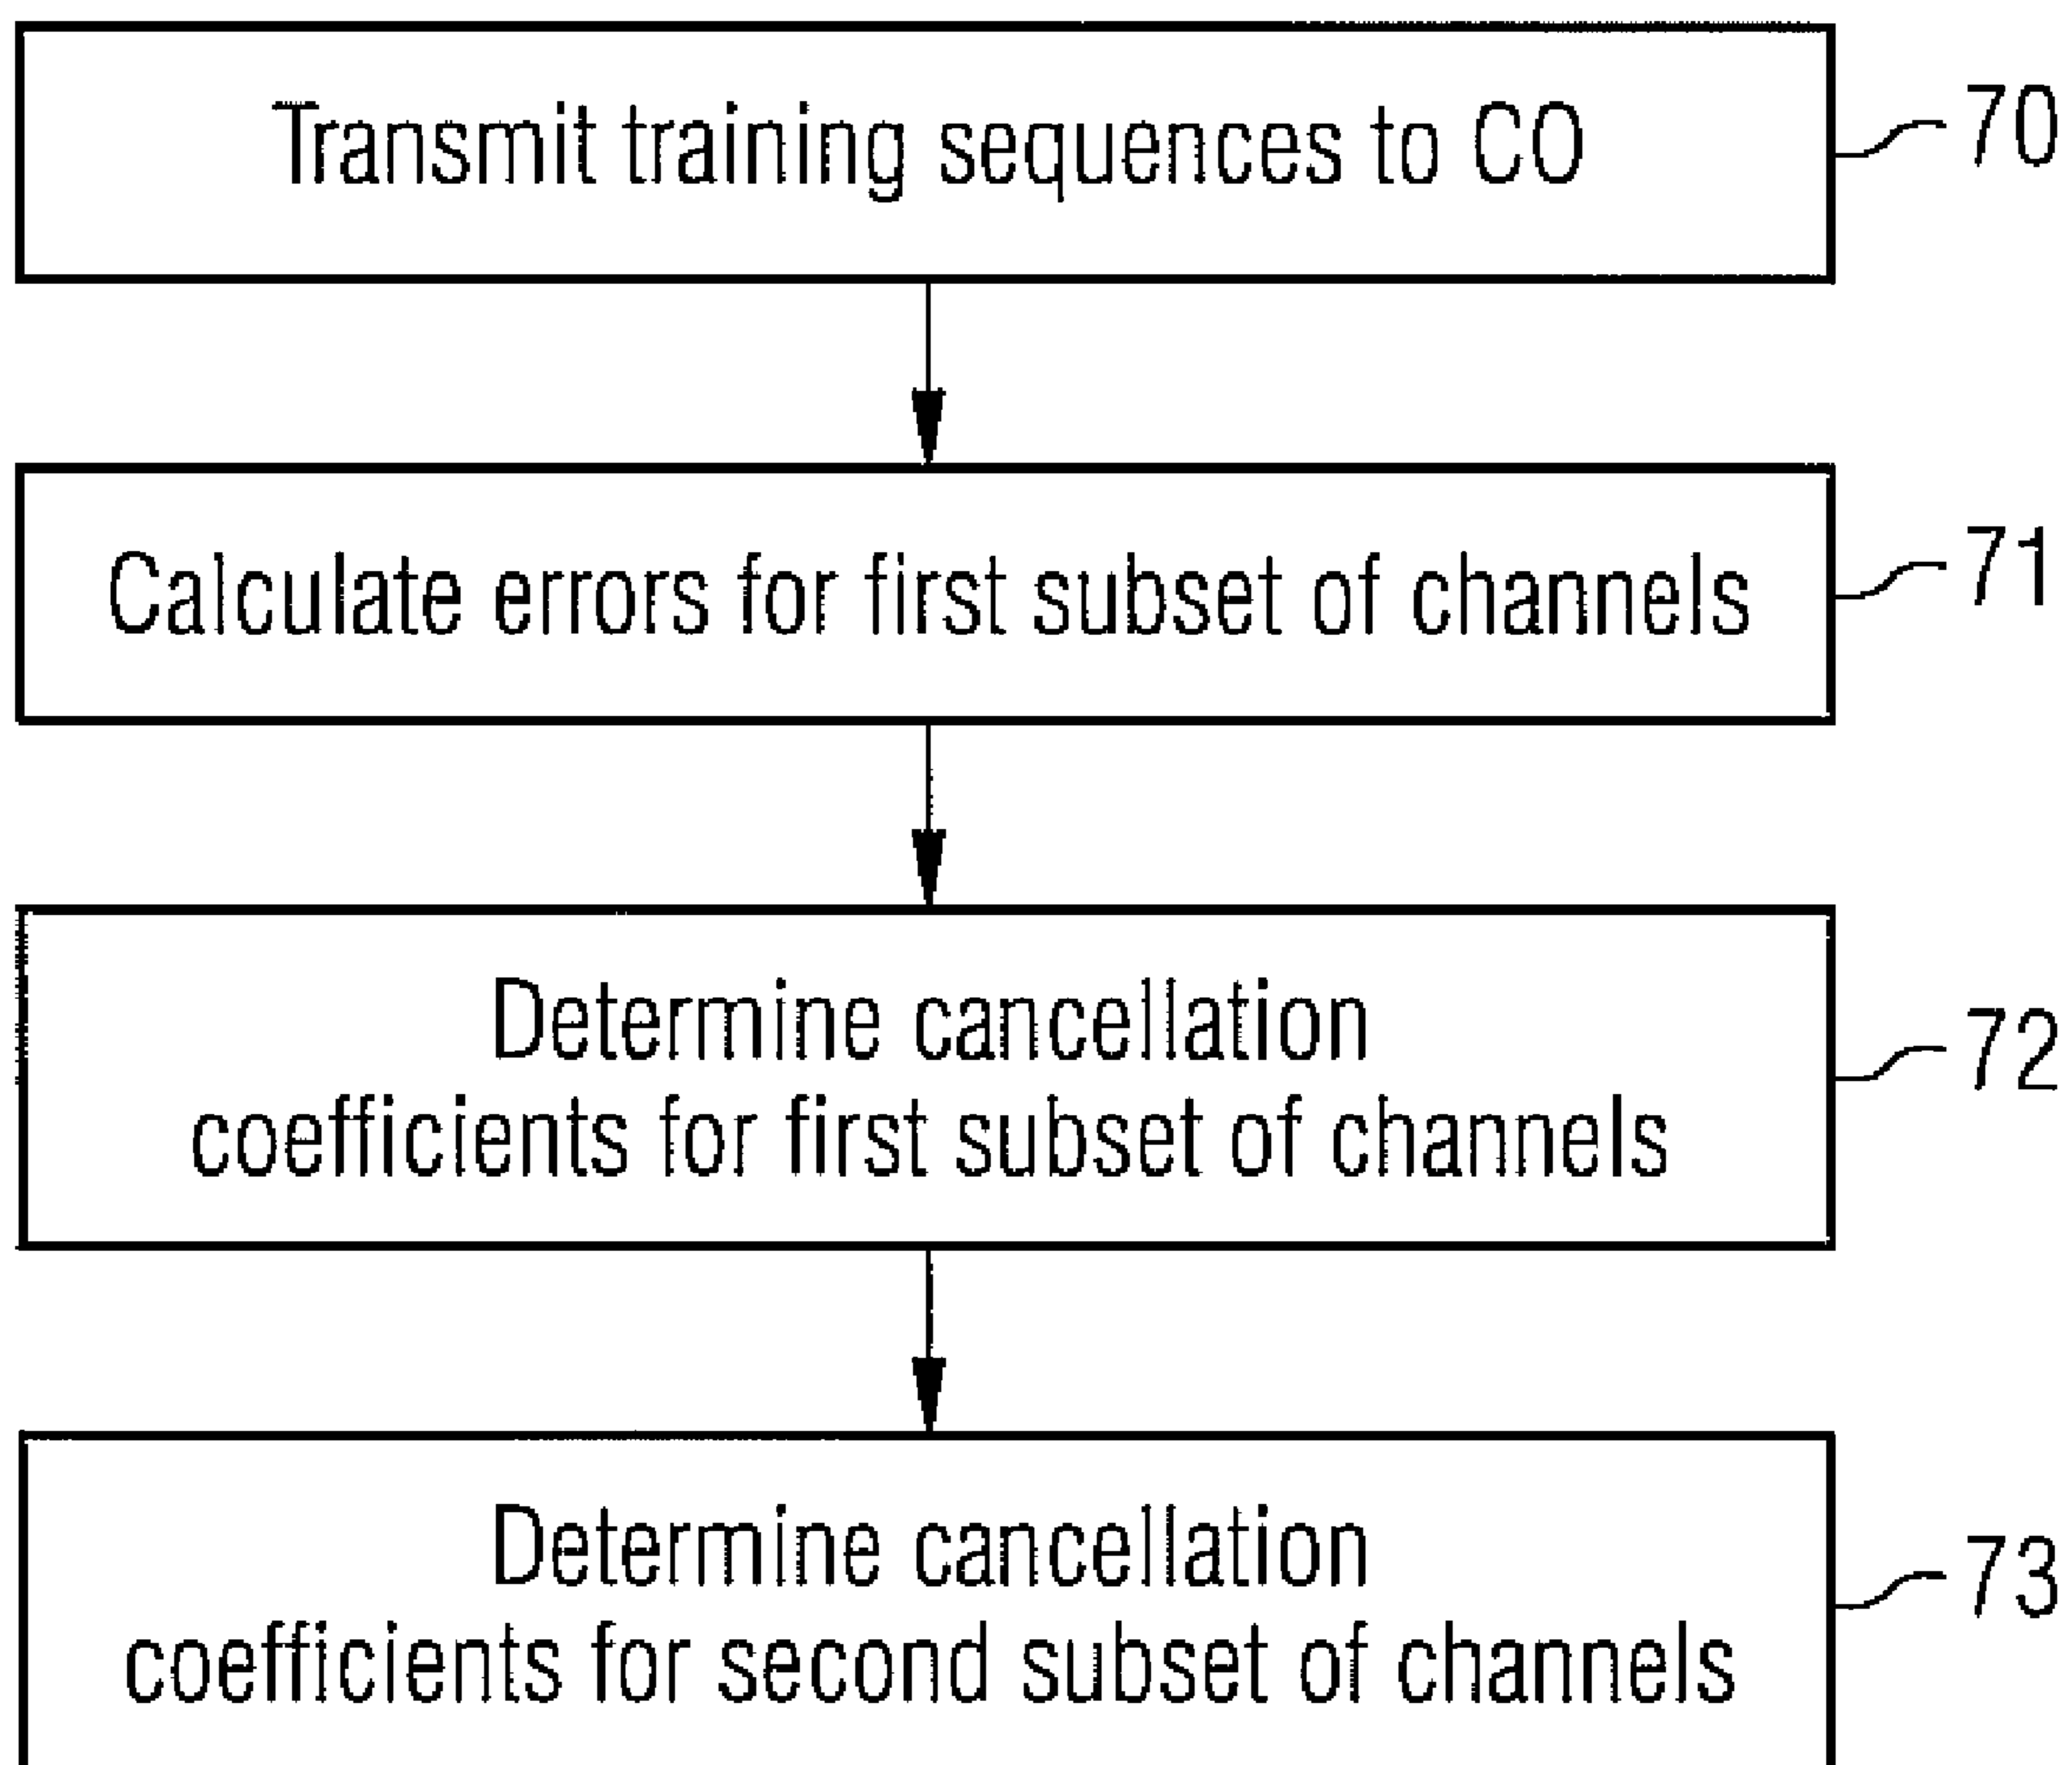 Transmit training sequences to CO
70
Calculate errors for first subset of channels
71
Determine cancellation
coefficients for first subset of channels
72
Determine cancellation
coefficients for second subset of channels
73